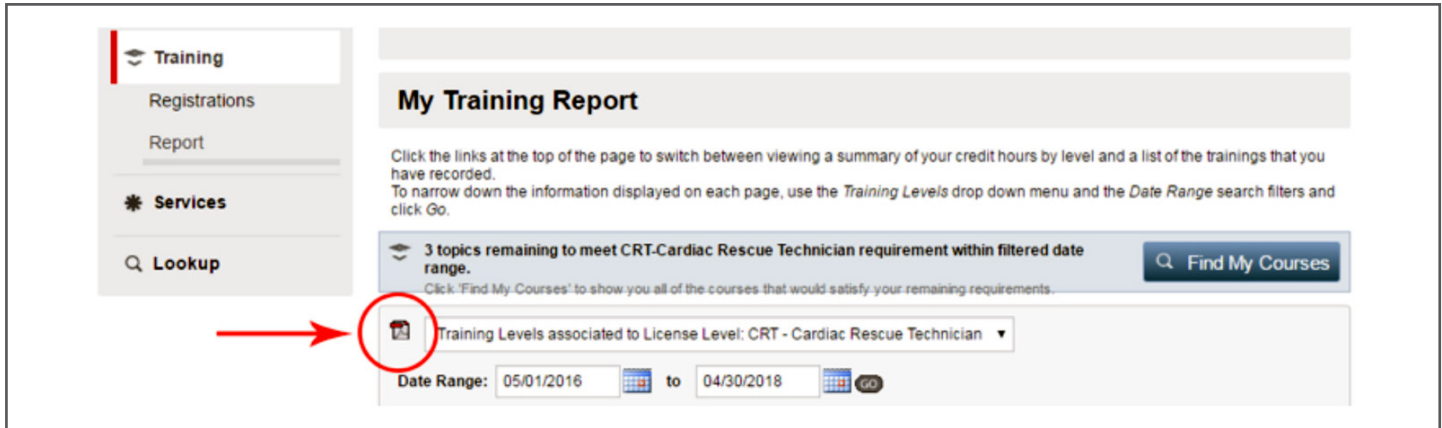 Training
Registrations
Report
Services
Lookup
My Training Report
Click the links at the top of the page to switch between viewing a summary of your credit hours by level and a list of the trainings that you
have recorded.
To narrow down the information displayed on each page, use the Training Levels drop down menu and the Date Range search filters and
click Go.
3 topics remaining to meet CRT-Cardiac Rescue Technician requirement within filtered date
range.
Click 'Find My Courses' to show you all of the courses that would satisfy your remaining requirements.
Find My Courses
Training Levels associated to License Level: CRT - Cardiac Rescue Technician
Date Range: 05/01/2016 to 04/30/2018 GO